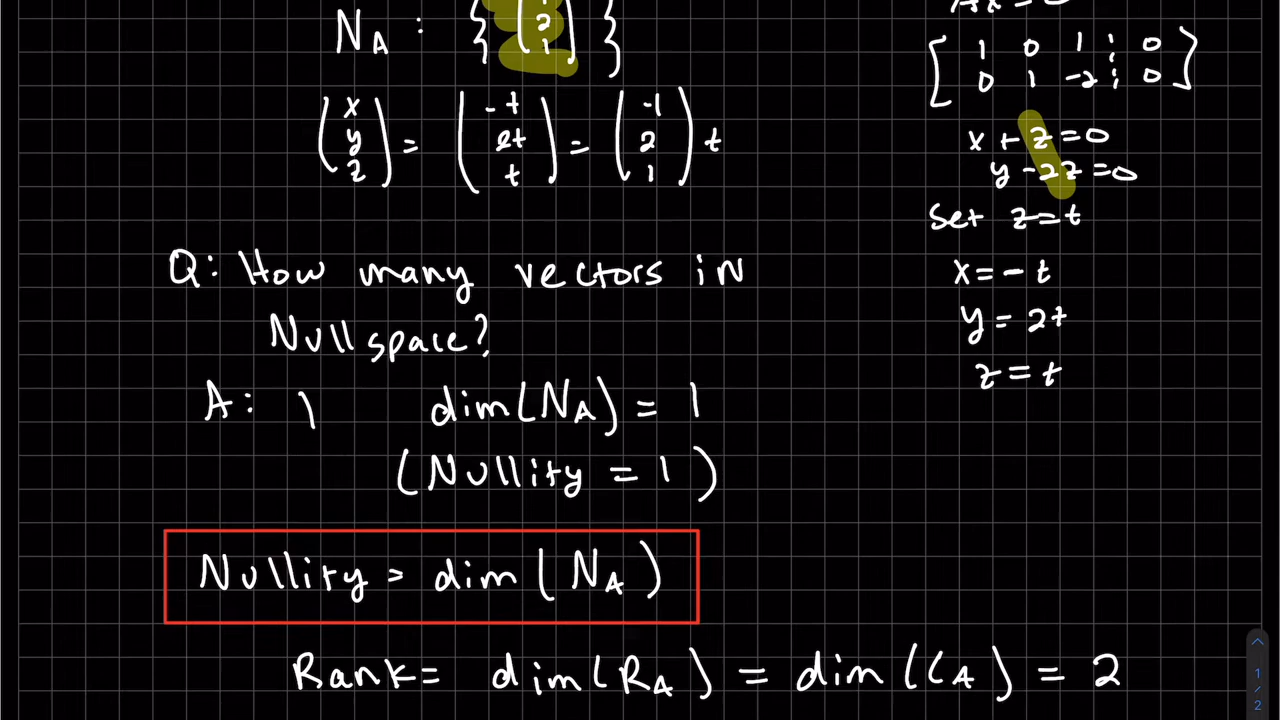 N_A : { ( 2 1 ) }
( x y z ) = ( -t 2t t ) = ( -1 2 1 ) t
Q: How many vectors in
Nullspace?
A: 1 dim(N_A) = 1
(Nullity = 1)
Nullity = dim (N_A)
Rank = dim(R_A) = dim(C_A) = 2
[ 1 0 1 ¦ 0
0 1 -2 ¦ 0 ]
x + z = 0
y - 2z = 0
Set z = t
x = - t
y = 2t
z = t
1/2